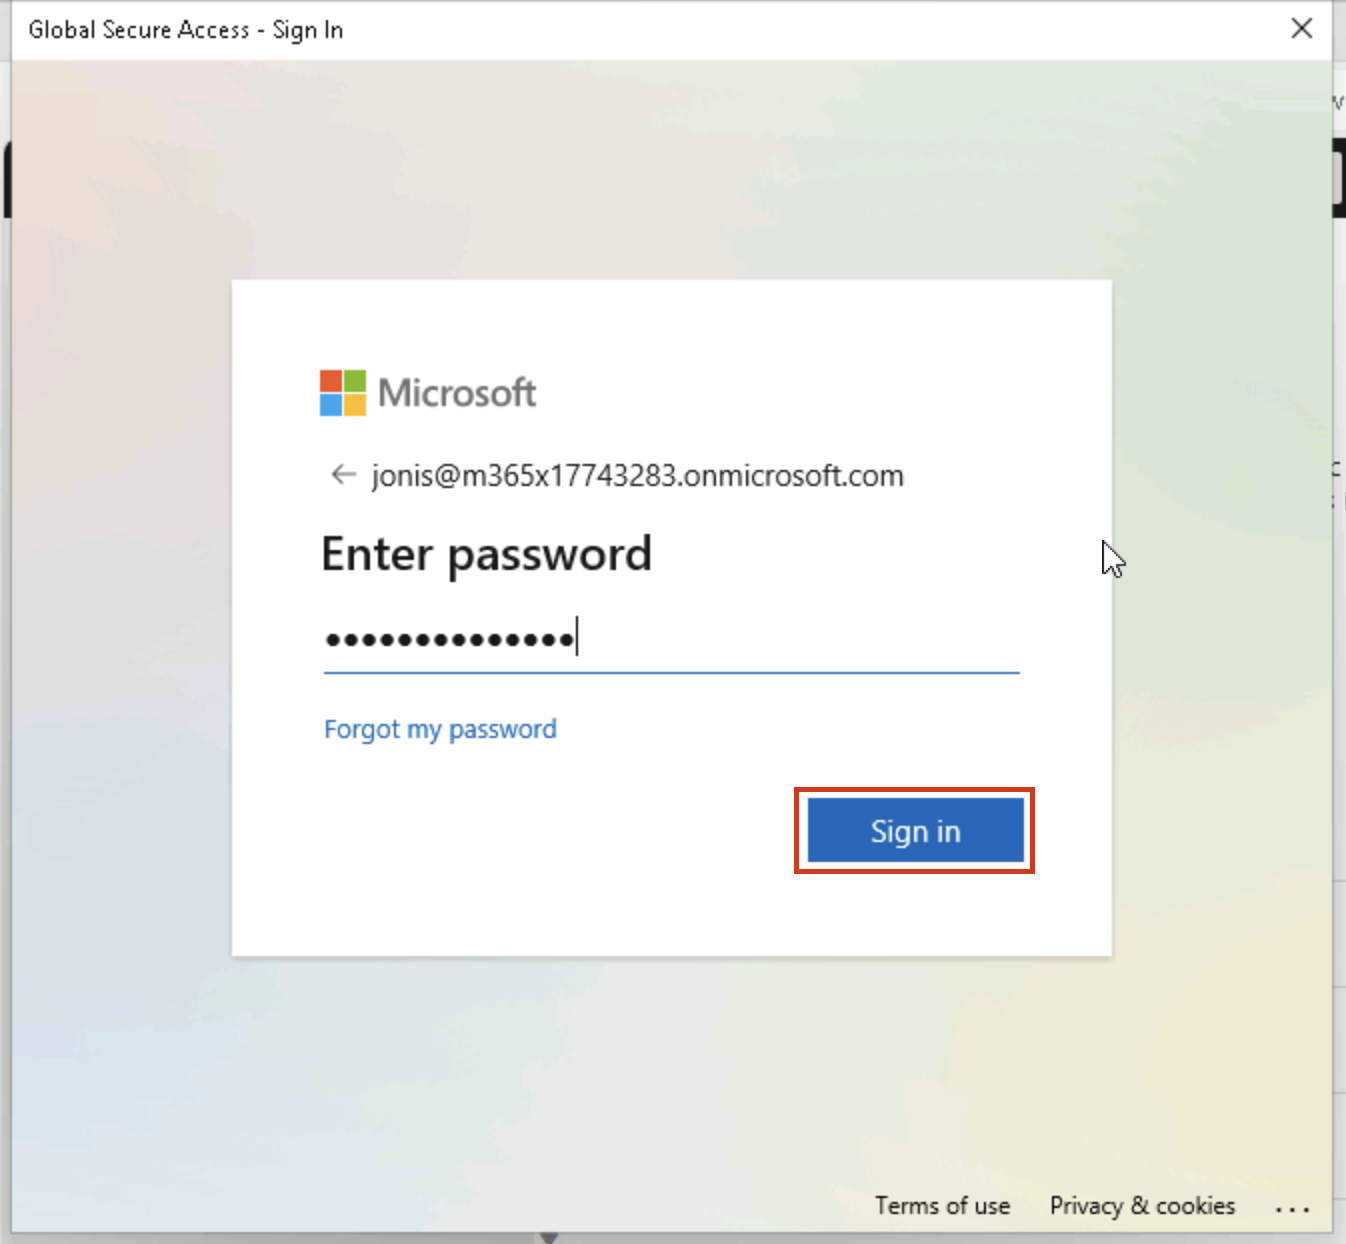 Global Secure Access - Sign In
Microsoft
jonis@m365x17743283.onmicrosoft.com
Enter password
Forgot my password
Sign in
Terms of use Privacy & cookies ...